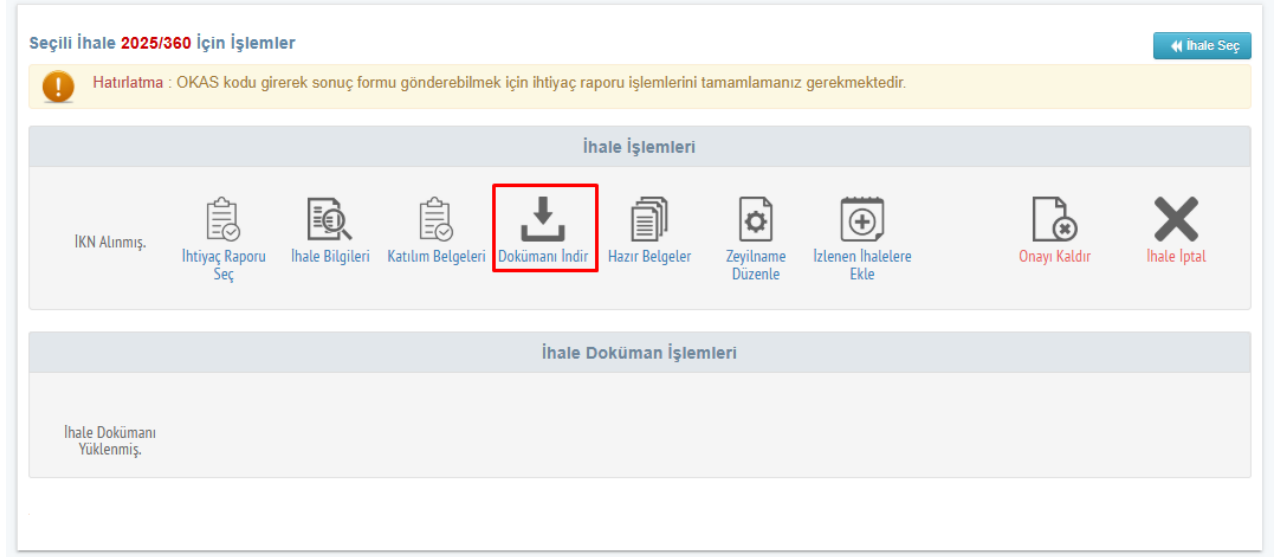 Seçili İhale 2025/360 İçin İşlemler
İhale Seç
Hatırlatma : OKAS kodu girerek sonuç formu gönderebilmek için ihtiyaç raporu işlemlerini tamamlamanız gerekmektedir.
İhale İşlemleri
İKN Alınmış.
İhtiyaç Raporu
Seç
İhale Bilgileri
Katılım Belgeleri
Dokümanı İndir
Hazır Belgeler
Zeyilname
Düzenle
İzlenen İhalelere
Ekle
Onayı Kaldır
İhale İptal
İhale Doküman İşlemleri
İhale Dokümanı
Yüklenmiş.